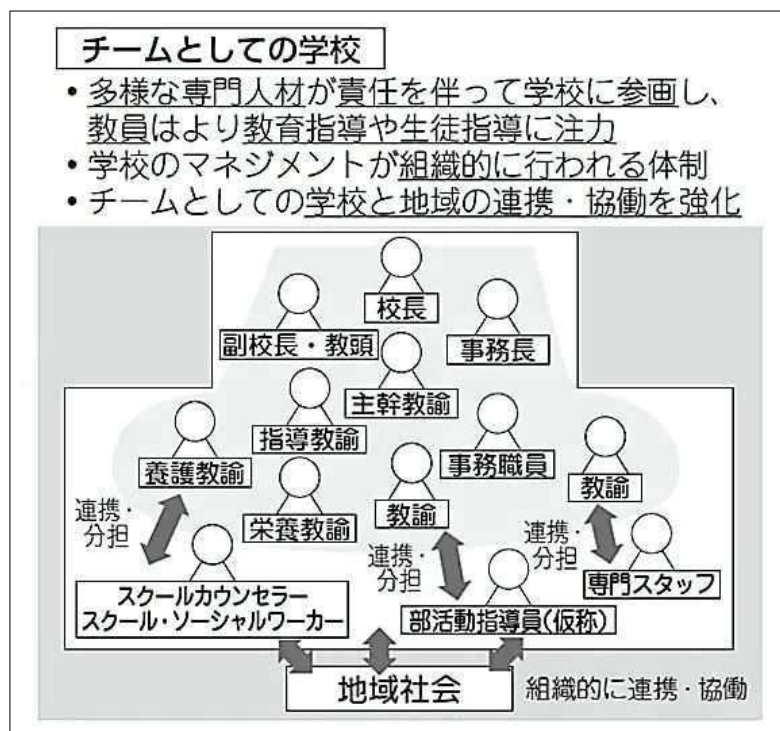 チームとしての学校
・多様な専門人材が責任を伴って学校に参画し、
教員はより教育指導や生徒指導に注力
・学校のマネジメントが組織的に行われる体制
・チームとしての学校と地域の連携・協働を強化
校長
副校長・教頭
事務長
主幹教諭
指導教諭
養護教諭
事務職員
教諭
栄養教諭
教諭
連携・
分担
連携・
分担
連携・
分担
専門スタッフ
スクールカウンセラー
スクール・ソーシャルワーカー
部活動指導員(仮称)
地域社会
組織的に連携・協働